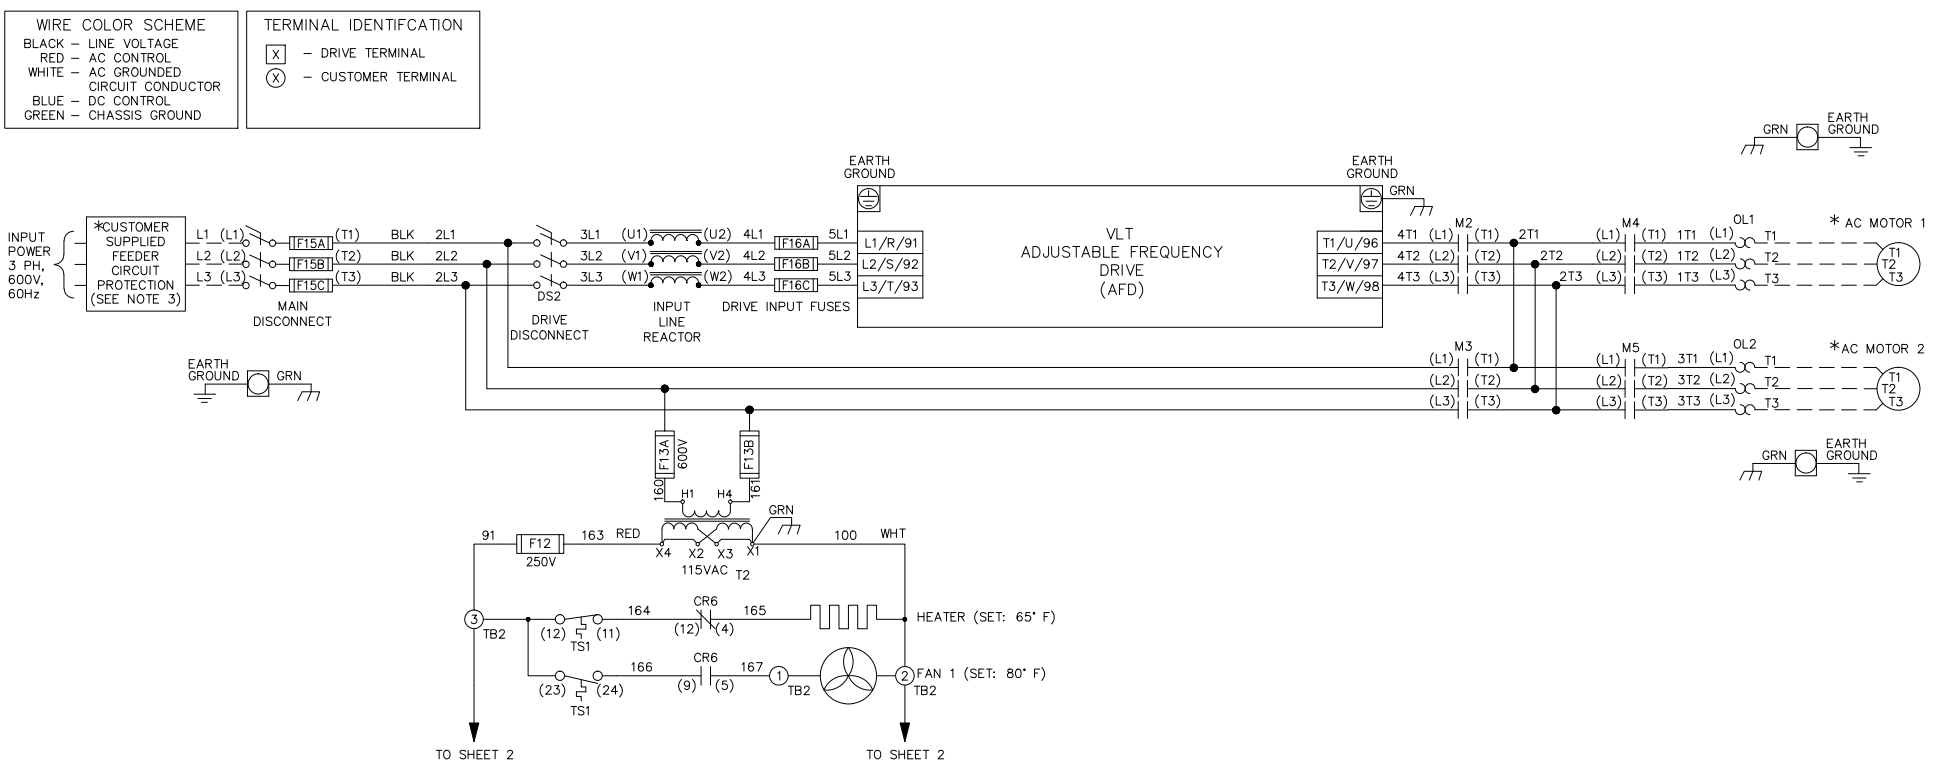 WIRE COLOR SCHEME
BLACK – LINE VOLTAGE
RED – AC CONTROL
WHITE – AC GROUNDED
CIRCUIT CONDUCTOR
BLUE – DC CONTROL
GREEN – CHASSIS GROUND
TERMINAL IDENTIFCATION
X – DRIVE TERMINAL
X – CUSTOMER TERMINAL
GRN
EARTH
GROUND
EARTH
GROUND
EARTH
GROUND
GRN
INPUT
POWER
3 PH,
600V,
60Hz
*CUSTOMER
SUPPLIED
FEEDER
CIRCUIT
PROTECTION
(SEE NOTE 3)
L1 (L1) F15A (T1) BLK 2L1 3L1 (U1) (U2) 4L1 F16A 5L1 L1/R/91
L2 (L2) F15B (T2) BLK 2L2 3L2 (V1) (V2) 4L2 F16B 5L2 L2/S/92
L3 (L3) F15C (T3) BLK 2L3 3L3 (W1) (W2) 4L3 F16C 5L3 L3/T/93
MAIN
DISCONNECT
DS2
DRIVE
DISCONNECT
INPUT
LINE
REACTOR
DRIVE INPUT FUSES
VLT
ADJUSTABLE FREQUENCY
DRIVE
(AFD)
M2 M4 OL1 * AC MOTOR 1
T1/U/96 4T1 (L1) (T1) 2T1 (L1) (T1) 1T1 (L1) T1 T1
T2/V/97 4T2 (L2) (T2) 2T2 (L2) (T2) 1T2 (L2) T2 T2
T3/W/98 4T3 (L3) (T3) 2T3 (L3) (T3) 1T3 (L3) T3 T3
M3 M5 OL2 *AC MOTOR 2
(L1) (T1) (L1) (T1) 3T1 (L1) T1 T1
(L2) (T2) (L2) (T2) 3T2 (L2) T2 T2
(L3) (T3) (L3) (T3) 3T3 (L3) T3 T3
EARTH
GROUND
GRN
GRN
EARTH
GROUND
F13A
600V
F13B
160
161
H1 H4
GRN
91 F12 163 RED
250V
X4 X2 X3 X1
100 WHT
115VAC T2
3
TB2
(12) (11)
TS1
164
CR6
(12) (4)
165
HEATER (SET: 65° F)
(23) (24)
TS1
166
CR6
(9) (5)
167
1
TB2
2
TB2
FAN 1 (SET: 80° F)
TO SHEET 2
TO SHEET 2